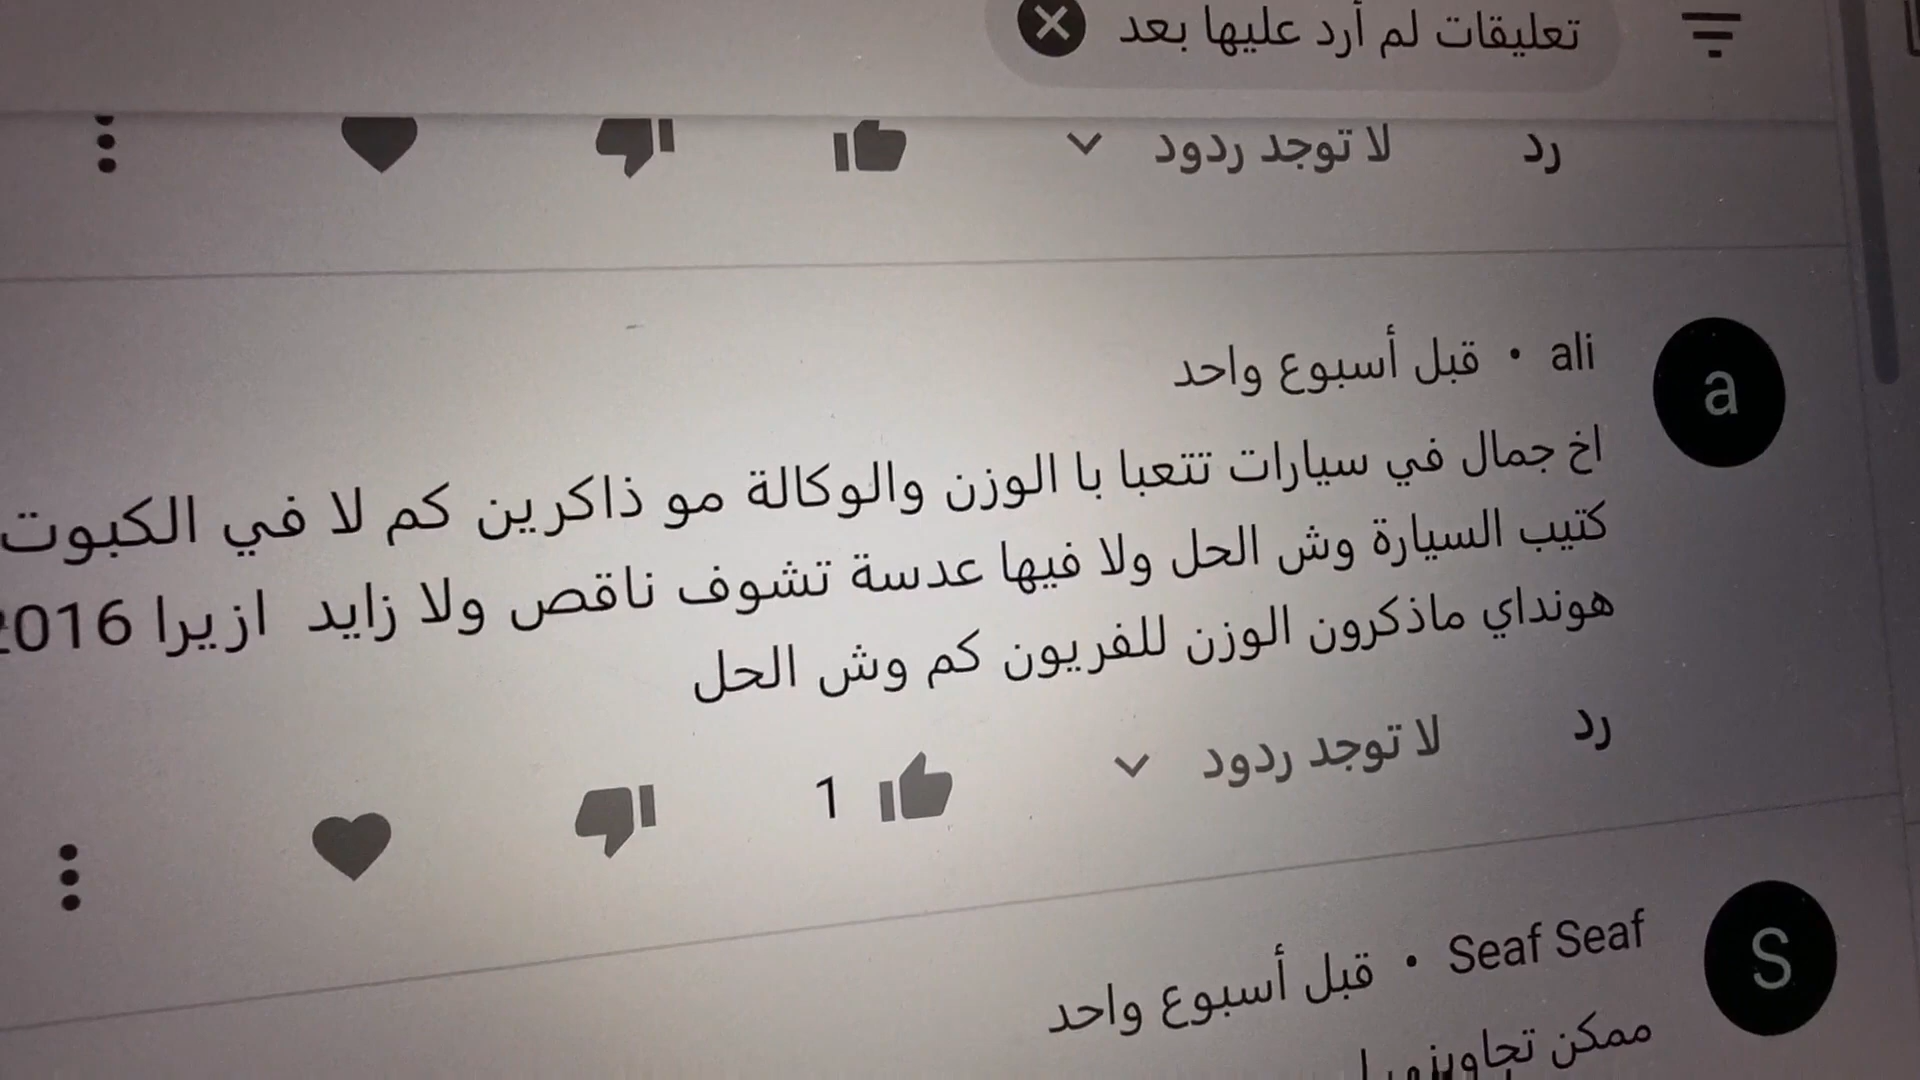 تعليقات لم أرد عليها بعد
رد لا توجد ردود
ali • قبل أسبوع واحد
اخ جمال في سيارات تتعبا با الوزن والوكالة مو ذاكرين كم لا في الكبوت
كتيب السيارة وش الحل ولا فيها عدسة تشوف ناقص ولا زايد ازيرا 2016
هونداي ماذكرون الوزن للفريون كم وش الحل
رد لا توجد ردود 1
Seaf Seaf • قبل أسبوع واحد
ممكن
a
S